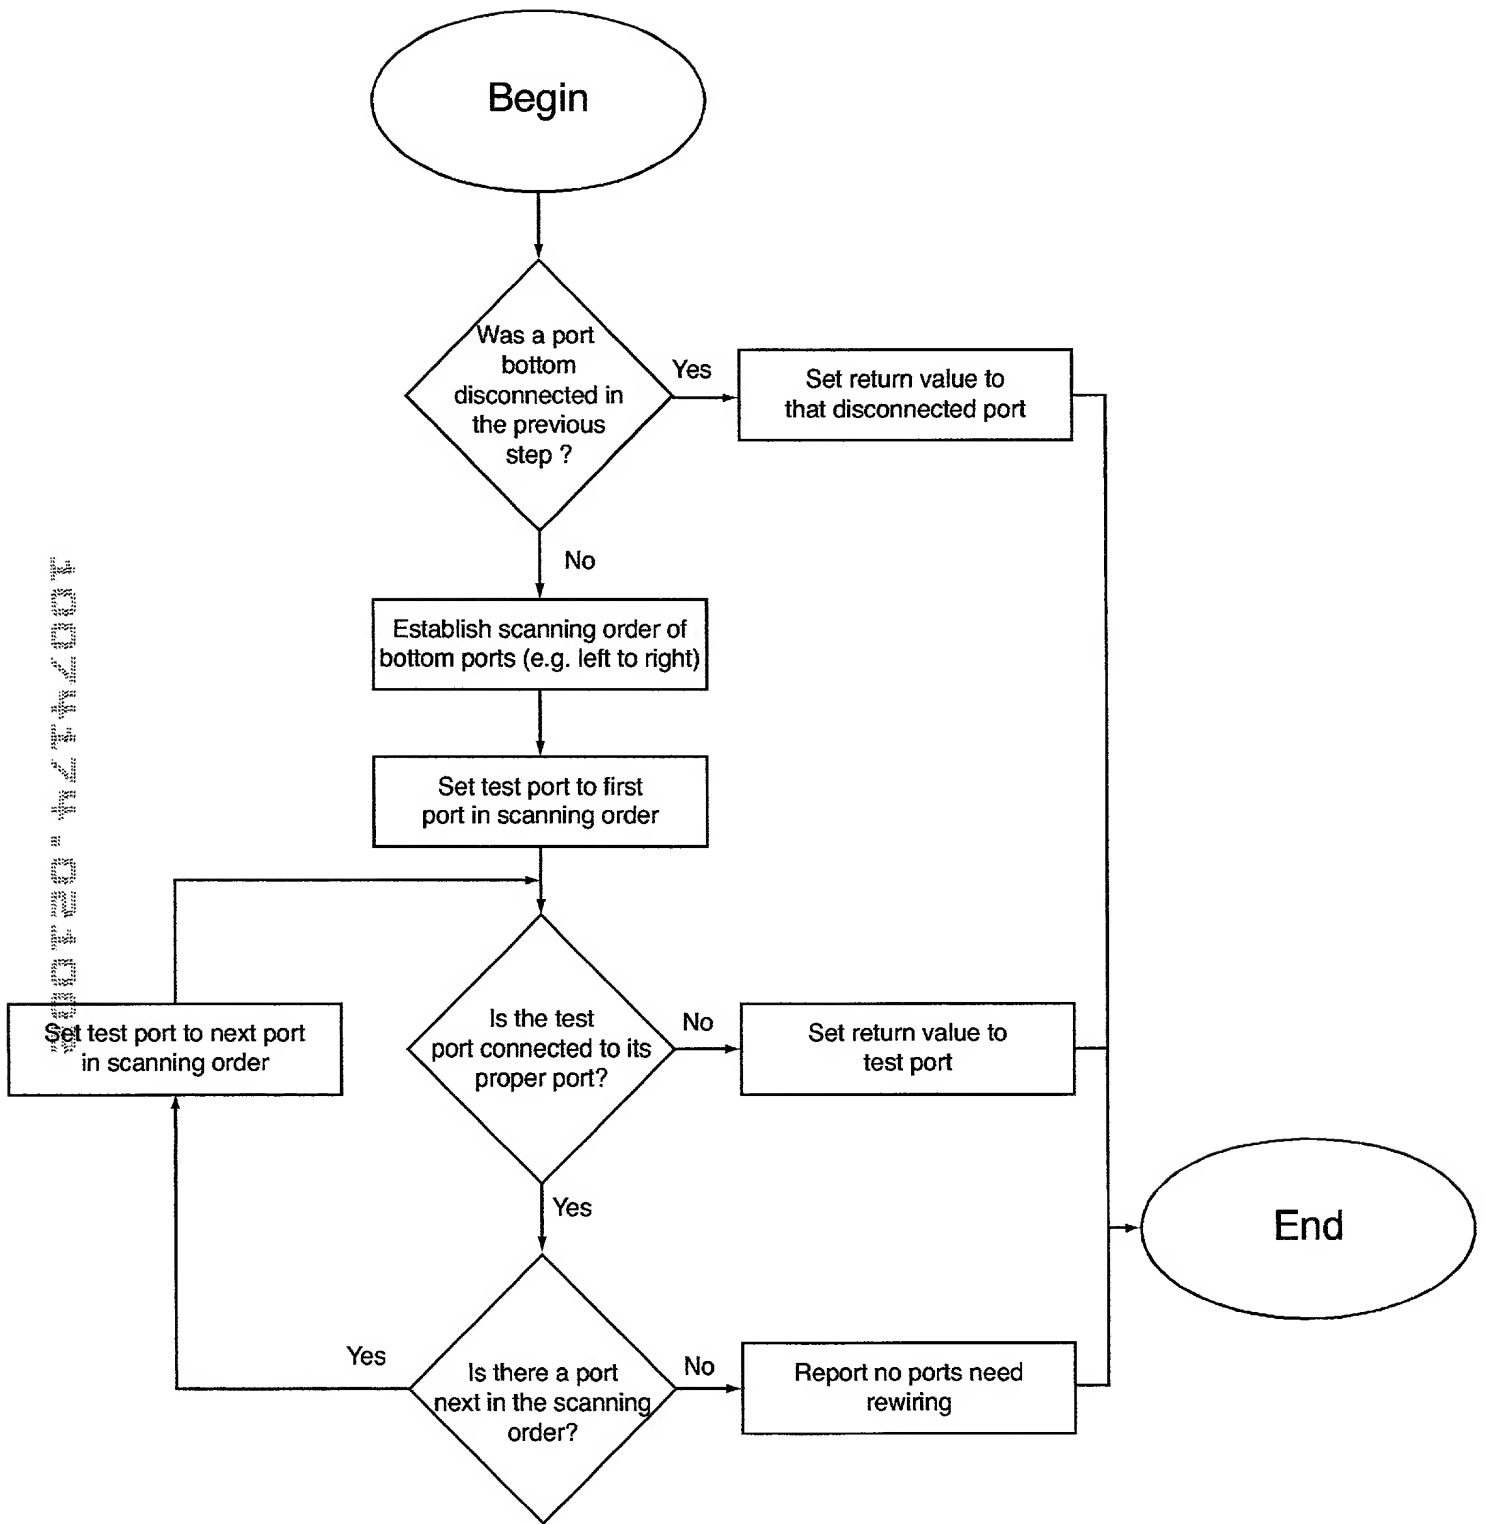 Begin
Was a port
bottom
disconnected in
the previous
step ?
Yes
Set return value to
that disconnected port
No
Establish scanning order of
bottom ports (e.g. left to right)
Set test port to first
port in scanning order
Set test port to next port
in scanning order
Is the test
port connected to its
proper port?
No
Set return value to
test port
Yes
End
Yes
Is there a port
next in the scanning
order?
No
Report no ports need
rewiring